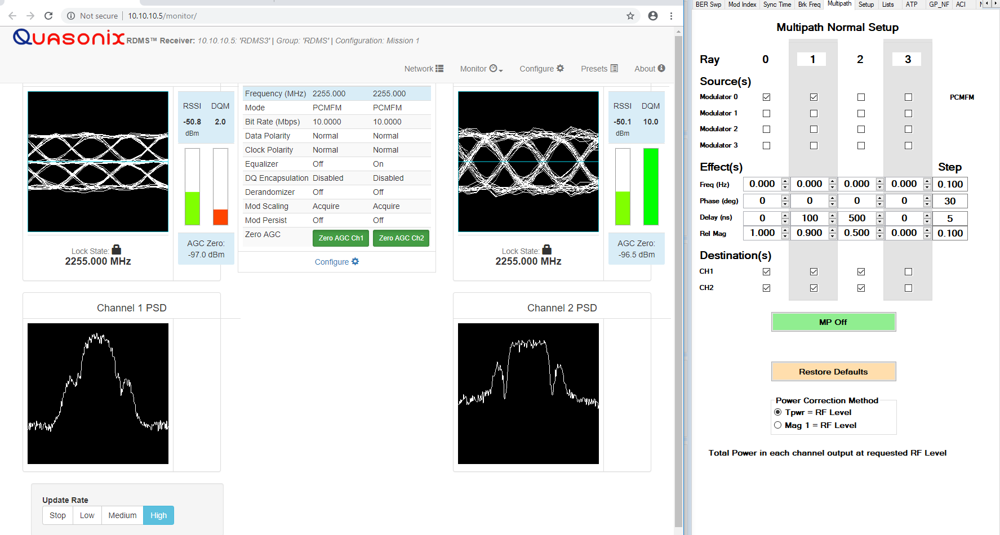 Not secure | 10.10.10.5/monitor/
QUASONIX RDMS™ Receiver: 10.10.10.5: 'RDMS3' | Group: 'RDMS' | Configuration: Mission 1
Network Monitor Configure Presets About
RSSI DQM
-50.8 2.0
dBm
Lock State:
2255.000 MHz
AGC Zero:
-97.0 dBm
Frequency (MHz) 2255.000 2255.000
Mode PCMFM PCMFM
Bit Rate (Mbps) 10.0000 10.0000
Data Polarity Normal Normal
Clock Polarity Normal Normal
Equalizer Off On
DQ Encapsulation Disabled Disabled
Derandomizer Off Off
Mod Scaling Acquire Acquire
Mod Persist Off Off
Zero AGC Zero AGC Ch1 Zero AGC Ch2
Configure
RSSI DQM
-50.1 10.0
dBm
Lock State:
2255.000 MHz
AGC Zero:
-96.5 dBm
Channel 1 PSD
Channel 2 PSD
Update Rate
Stop Low Medium High
BER Swp Mod Index Sync Time Brk Freq Multipath Setup Lists ATP GP_NF ACI
Multipath Normal Setup
Ray 0 1 2 3
Source(s)
Modulator 0 PCMFM
Modulator 1
Modulator 2
Modulator 3
Effect(s) Step
Freq (Hz) 0.000 0.000 0.000 0.000 0.100
Phase (deg) 0 0 0 0 30
Delay (ns) 0 100 500 0 5
Rel Mag 1.000 0.900 0.500 0.000 0.100
Destination(s)
CH1
CH2
MP Off
Restore Defaults
Power Correction Method
Tpwr = RF Level
Mag 1 = RF Level
Total Power in each channel output at requested RF Level